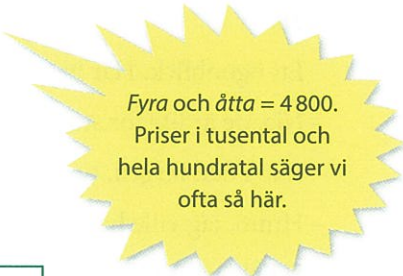 Fyra och åtta = 4 800.
Priser i tusental och
hela hundratal säger vi
ofta så här.